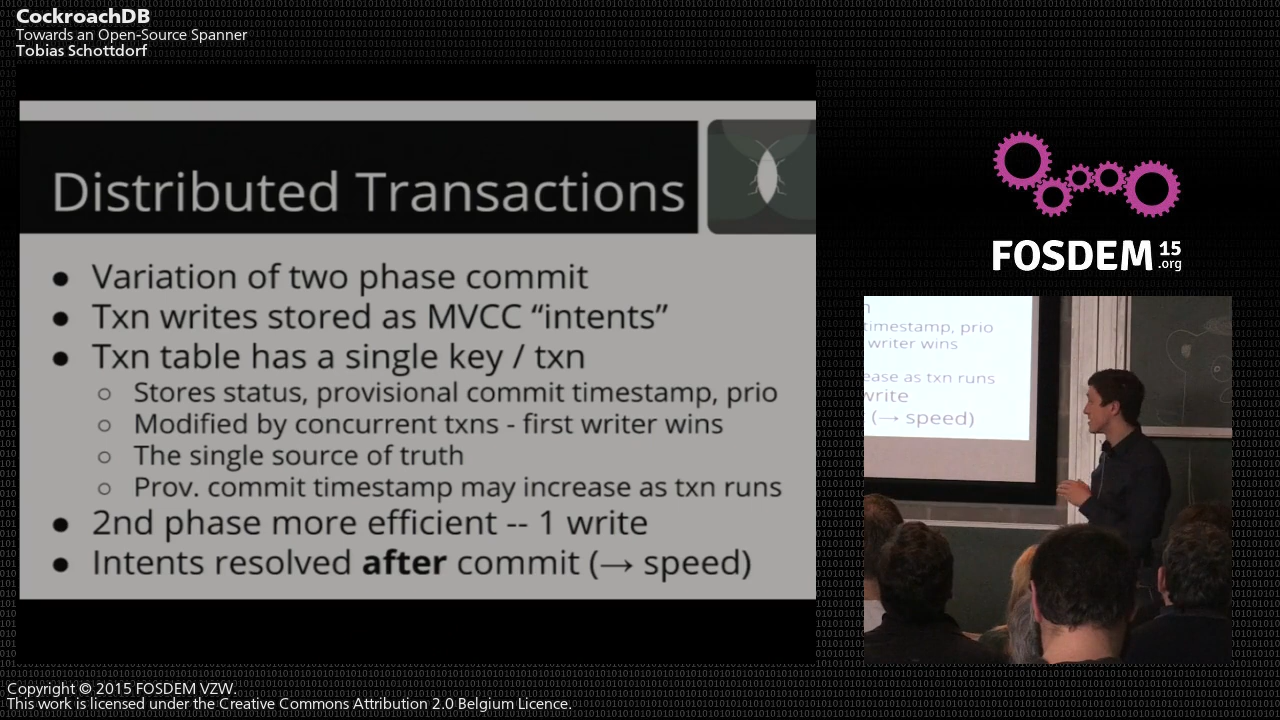 CockroachDB
Towards an Open-Source Spanner
Tobias Schottdorf
Distributed Transactions
● Variation of two phase commit
● Txn writes stored as MVCC “intents”
● Txn table has a single key / txn
○ Stores status, provisional commit timestamp, prio
○ Modified by concurrent txns - first writer wins
○ The single source of truth
○ Prov. commit timestamp may increase as txn runs
● 2nd phase more efficient -- 1 write
● Intents resolved after commit (→ speed)
FOSDEM 15
.org
n
timestamp, prio
writer wins
ease as txn runs
write
(→ speed)
Copyright © 2015 FOSDEM VZW.
This work is licensed under the Creative Commons Attribution 2.0 Belgium Licence.